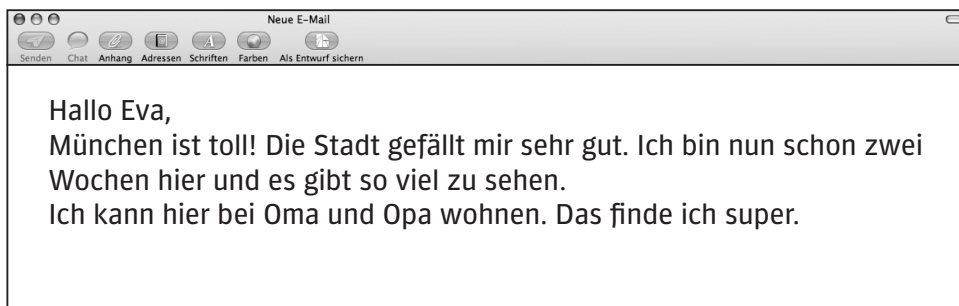 Neue E-Mail
Senden Chat Anhang Adressen Schriften Farben Als Entwurf sichern
Hallo Eva,
München ist toll! Die Stadt gefällt mir sehr gut. Ich bin nun schon zwei
Wochen hier und es gibt so viel zu sehen.
Ich kann hier bei Oma und Opa wohnen. Das finde ich super.